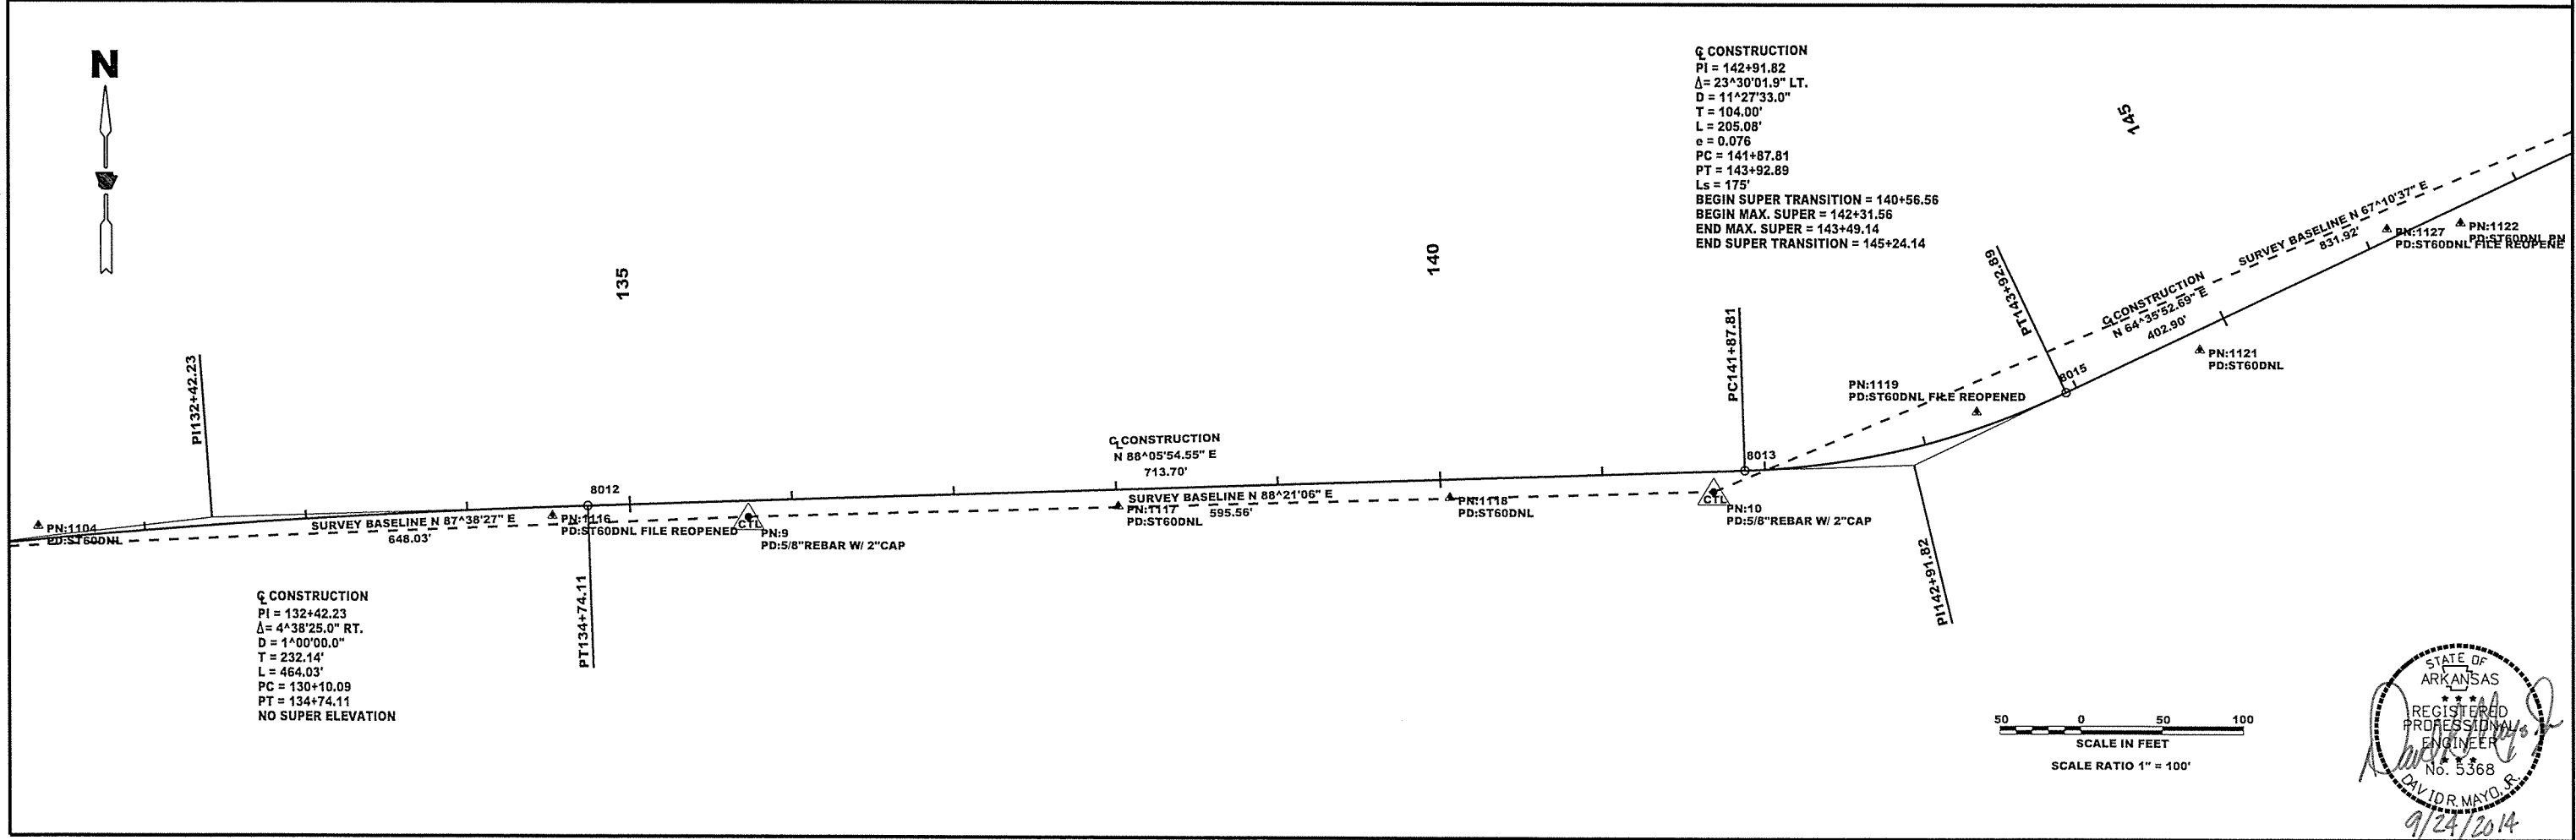 N
℄ CONSTRUCTION
PI = 142+91.82
Δ= 23^30'01.9" LT.
D = 11^27'33.0"
T = 104.00'
L = 205.08'
e = 0.076
PC = 141+87.81
PT = 143+92.89
Ls = 175'
BEGIN SUPER TRANSITION = 140+56.56
BEGIN MAX. SUPER = 142+31.56
END MAX. SUPER = 143+49.14
END SUPER TRANSITION = 145+24.14
135
140
145
PI132+42.23
PC141+87.81
PT143+92.89
SURVEY BASELINE N 67^10'37" E
831.92'
℄ CONSTRUCTION
N 64^35'52.69" E
402.90'
PN:1127
PD:ST60DNL FILE REOPENE
PN:1122
PD:ST60DNL PN
PN:1121
PD:ST60DNL
8015
PN:1119
PD:ST60DNL FILE REOPENED
8013
℄ CONSTRUCTION
N 88^05'54.55" E
713.70'
8012
PN:1104
PD:ST60DNL
SURVEY BASELINE N 87^38'27" E
648.03'
PN:1116
PD:ST60DNL FILE REOPENED
CTL
PN:9
PD:5/8"REBAR W/ 2"CAP
SURVEY BASELINE N 88^21'06" E
595.56'
PN:1117
PD:ST60DNL
PN:1118
PD:ST60DNL
CTL
PN:10
PD:5/8"REBAR W/ 2"CAP
PT134+74.11
PI142+91.82
℄ CONSTRUCTION
PI = 132+42.23
Δ= 4^38'25.0" RT.
D = 1^00'00.0"
T = 232.14'
L = 464.03'
PC = 130+10.09
PT = 134+74.11
NO SUPER ELEVATION
50 0 50 100
SCALE IN FEET
SCALE RATIO 1" = 100'
STATE OF
ARKANSAS
★ ★ ★
REGISTERED
PROFESSIONAL
ENGINEER
★ ★ ★
No. 5368
DAVID R. MAYO, JR.
9/24/2014